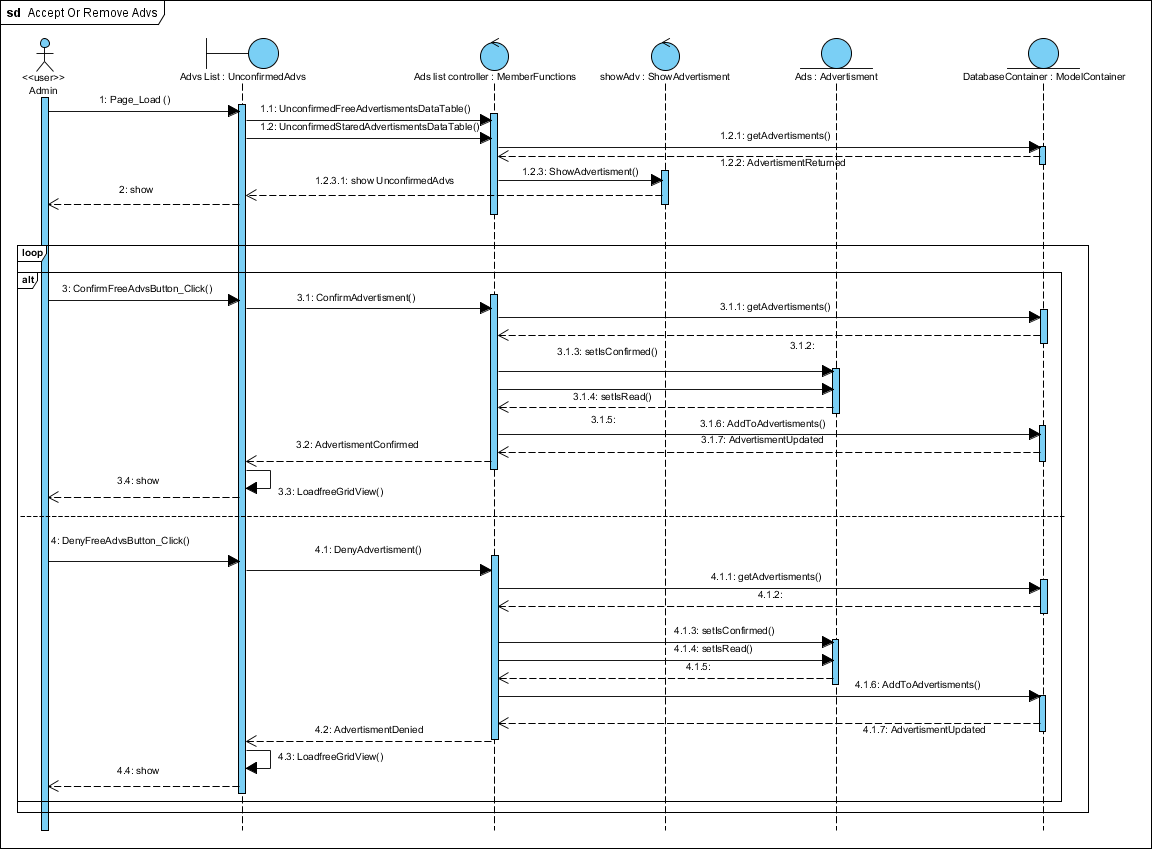 sd Accept Or Remove Advs
<<user>>
Admin
Advs List : UnconfirmedAdvs
Ads list controller : MemberFunctions
showAdv : ShowAdvertisment
Ads : Advertisment
DatabaseContainer : ModelContainer
1: Page_Load ()
1.1: UnconfirmedFreeAdvertismentsDataTable()
1.2: UnconfirmedStaredAdvertismentsDataTable()
1.2.1: getAdvertisments()
1.2.2: AdvertismentReturned
1.2.3: ShowAdvertisment()
1.2.3.1: show UnconfirmedAdvs
2: show
loop
alt
3: ConfirmFreeAdvsButton_Click()
3.1: ConfirmAdvertisment()
3.1.1: getAdvertisments()
3.1.2:
3.1.3: setIsConfirmed()
3.1.4: setIsRead()
3.1.5:
3.1.6: AddToAdvertisments()
3.1.7: AdvertismentUpdated
3.2: AdvertismentConfirmed
3.3: LoadfreeGridView()
3.4: show
4: DenyFreeAdvsButton_Click()
4.1: DenyAdvertisment()
4.1.1: getAdvertisments()
4.1.2:
4.1.3: setIsConfirmed()
4.1.4: setIsRead()
4.1.5:
4.1.6: AddToAdvertisments()
4.1.7: AdvertismentUpdated
4.2: AdvertismentDenied
4.3: LoadfreeGridView()
4.4: show